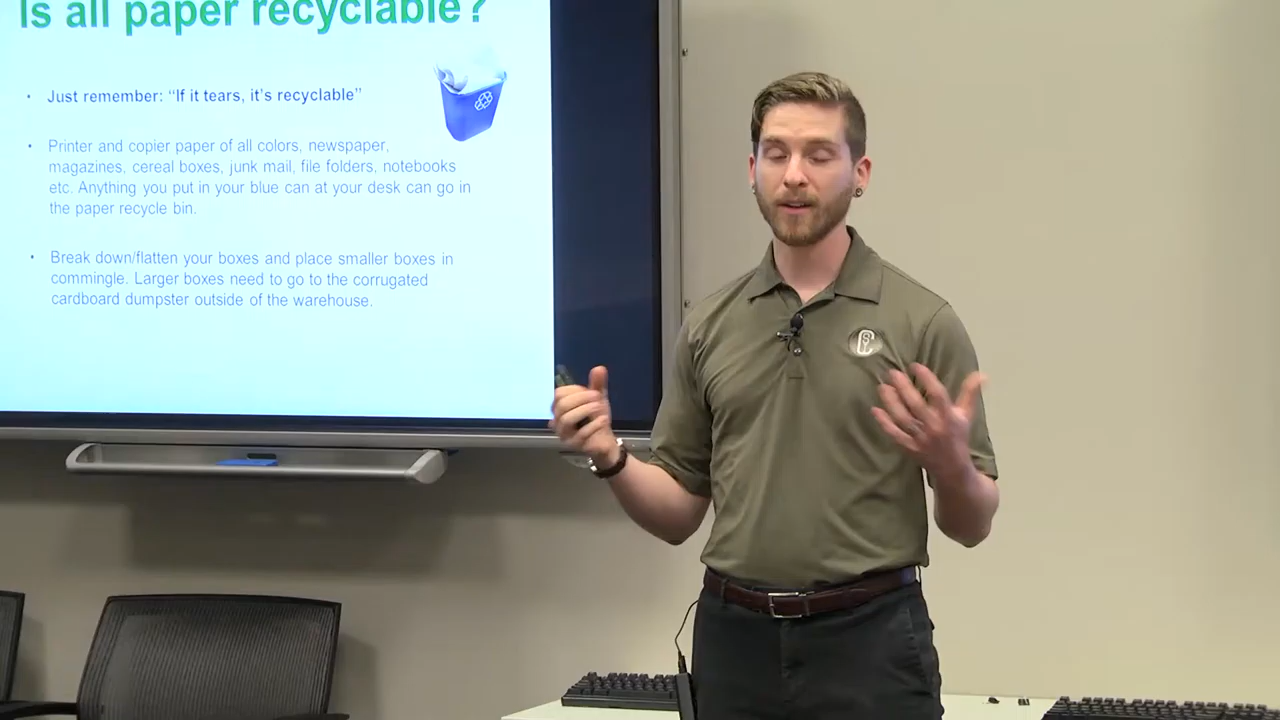 Is all paper recyclable?
Just remember: “If it tears, it’s recyclable”
Printer and copier paper of all colors, newspaper,
magazines, cereal boxes, junk mail, file folders, notebooks
etc. Anything you put in your blue can at your desk can go in
the paper recycle bin.
Break down/flatten your boxes and place smaller boxes in
commingle. Larger boxes need to go to the corrugated
cardboard dumpster outside of the warehouse.